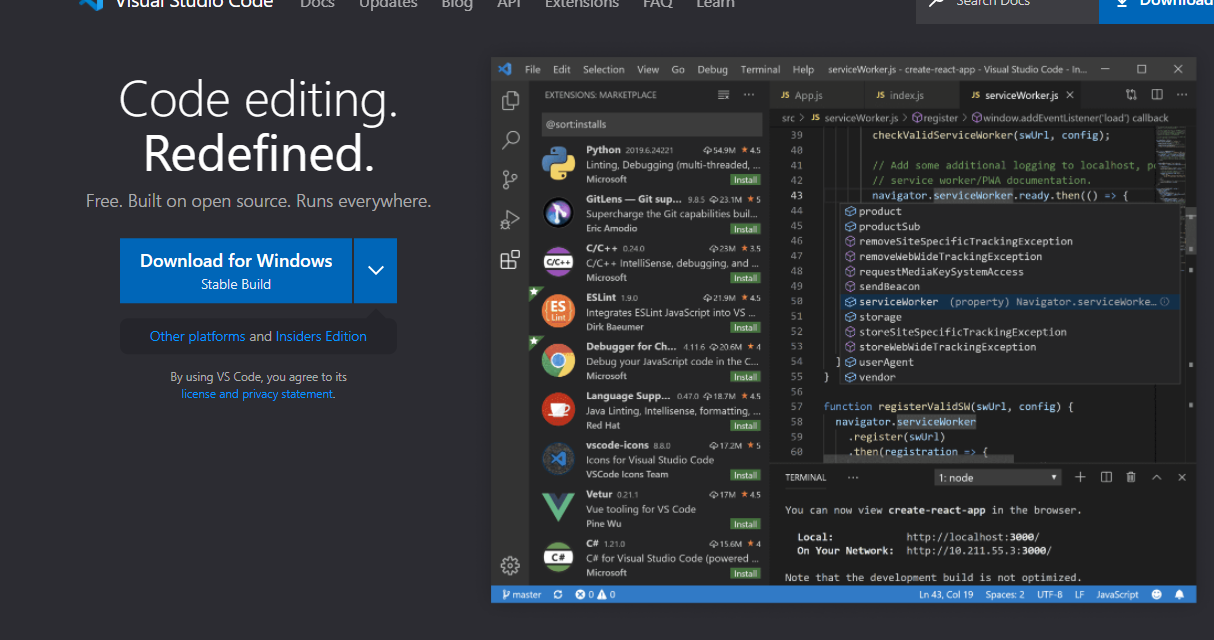 Visual Studio Code Docs Updates Blog API Extensions FAQ Learn Search Docs Download
Code editing.
Redefined.
Free. Built on open source. Runs everywhere.
Download for Windows
Stable Build
Other platforms and Insiders Edition
By using VS Code, you agree to its
license and privacy statement.
File Edit Selection View Go Debug Terminal Help serviceWorker.js - create-react-app - Visual Studio Code - In...
EXTENSIONS: MARKETPLACE ...
@sort:installs
Python 2019.6.24221 54.9M ★ 4.5
Linting, Debugging (multi-threaded, ...
Microsoft Install
GitLens — Git sup... 9.8.5 23.1M ★ 5
Supercharge the Git capabilities buil...
Eric Amodio Install
C/C++ 0.24.0 23M ★ 3.5
C/C++ C/C++ IntelliSense, debugging, and ...
Microsoft Install
ESLint 1.9.0 21.9M ★ 4.5
ES Lint Integrates ESLint JavaScript into VS ...
Dirk Baeumer Install
Debugger for Ch... 4.11.6 20.6M ★ 4
Debug your JavaScript code in the C...
Microsoft Install
Language Supp... 0.47.0 18.7M ★ 4.5
Java Linting, Intellisense, formatting, ...
Red Hat Install
vscode-icons 8.8.0 17.2M ★ 5
Icons for Visual Studio Code
VSCode Icons Team Install
Vetur 0.21.1 17M ★ 4.5
Vue tooling for VS Code
Pine Wu Install
C# 1.21.0 15.6M ★ 4
C# C# for Visual Studio Code (powered ...
Microsoft Install
JS App.js JS index.js JS serviceWorker.js ×
src > JS serviceWorker.js > register > window.addEventListener('load') callback
39 checkValidServiceWorker(swUrl, config);
40
41 // Add some additional logging to localhost, p
42 // service worker/PWA documentation.
43 navigator.serviceWorker.ready.then(() => {
44 product
45 productSub
46 removeSiteSpecificTrackingException
47 removeWebWideTrackingException
48 requestMediaKeySystemAccess
49 sendBeacon
50 serviceWorker (property) Navigator.serviceWorke...
51 storage
52 storeSiteSpecificTrackingException
53 storeWebWideTrackingException
54 ] userAgent
55 } vendor
56
57 function registerValidSW(swUrl, config) {
58 navigator.serviceWorker
59 .register(swUrl)
60 .then(registration => {
TERMINAL ... 1: node
You can now view create-react-app in the browser.
Local: http://localhost:3000/
On Your Network: http://10.211.55.3:3000/
Note that the development build is not optimized.
master 0 0 Ln 43, Col 19 Spaces: 2 UTF-8 LF JavaScript